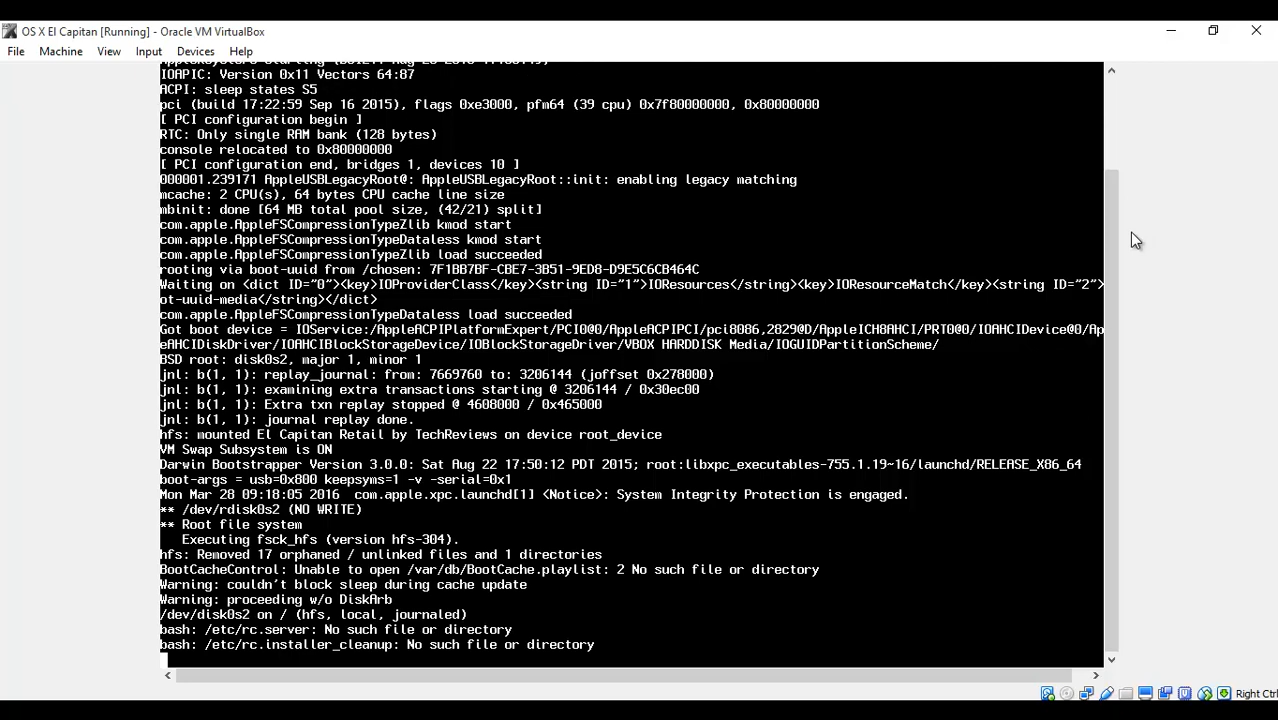 OS X El Capitan [Running] - Oracle VM VirtualBox
File Machine View Input Devices Help
IOAPIC: Version 0x11 Vectors 64:87
ACPI: sleep states S5
pci (build 17:22:59 Sep 16 2015), flags 0xe3000, pfm64 (39 cpu) 0x7f80000000, 0x80000000
[ PCI configuration begin ]
RTC: Only single RAM bank (128 bytes)
console relocated to 0x80000000
[ PCI configuration end, bridges 1, devices 10 ]
000001.239171 AppleUSBLegacyRoot@: AppleUSBLegacyRoot::init: enabling legacy matching
mcache: 2 CPU(s), 64 bytes CPU cache line size
mbinit: done [64 MB total pool size, (42/21) split]
com.apple.AppleFSCompressionTypeZlib kmod start
com.apple.AppleFSCompressionTypeDataless kmod start
com.apple.AppleFSCompressionTypeZlib load succeeded
rooting via boot-uuid from /chosen: 7F1BB7BF-CBE7-3B51-9ED8-D9E5C6CB464C
Waiting on <dict ID="0"><key>IOProviderClass</key><string ID="1">IOResources</string><key>IOResourceMatch</key><string ID="2">
ot-uuid-media</string></dict>
com.apple.AppleFSCompressionTypeDataless load succeeded
Got boot device = IOService:/AppleACPIPlatformExpert/PCI0@0/AppleACPIPCI/pci8086,2829@D/AppleICH8AHCI/PRT0@0/IOAHCIDevice@0/Ap
eAHCIDiskDriver/IOAHCIBlockStorageDevice/IOBlockStorageDriver/VBOX HARDDISK Media/IOGUIDPartitionScheme/
BSD root: disk0s2, major 1, minor 1
jnl: b(1, 1): replay_journal: from: 7669760 to: 3206144 (joffset 0x278000)
jnl: b(1, 1): examining extra transactions starting @ 3206144 / 0x30ec00
jnl: b(1, 1): Extra txn replay stopped @ 4608000 / 0x465000
jnl: b(1, 1): journal replay done.
hfs: mounted El Capitan Retail by TechReviews on device root_device
VM Swap Subsystem is ON
Darwin Bootstrapper Version 3.0.0: Sat Aug 22 17:50:12 PDT 2015; root:libxpc_executables-755.1.19~16/launchd/RELEASE_X86_64
boot-args = usb=0x800 keepsyms=1 -v -serial=0x1
Mon Mar 28 09:18:05 2016  com.apple.xpc.launchd[1] <Notice>: System Integrity Protection is engaged.
** /dev/rdisk0s2 (NO WRITE)
** Root file system
Executing fsck_hfs (version hfs-304).
hfs: Removed 17 orphaned / unlinked files and 1 directories
BootCacheControl: Unable to open /var/db/BootCache.playlist: 2 No such file or directory
Warning: couldn't block sleep during cache update
Warning: proceeding w/o DiskArb
/dev/disk0s2 on / (hfs, local, journaled)
bash: /etc/rc.server: No such file or directory
bash: /etc/rc.installer_cleanup: No such file or directory
Right Ctrl